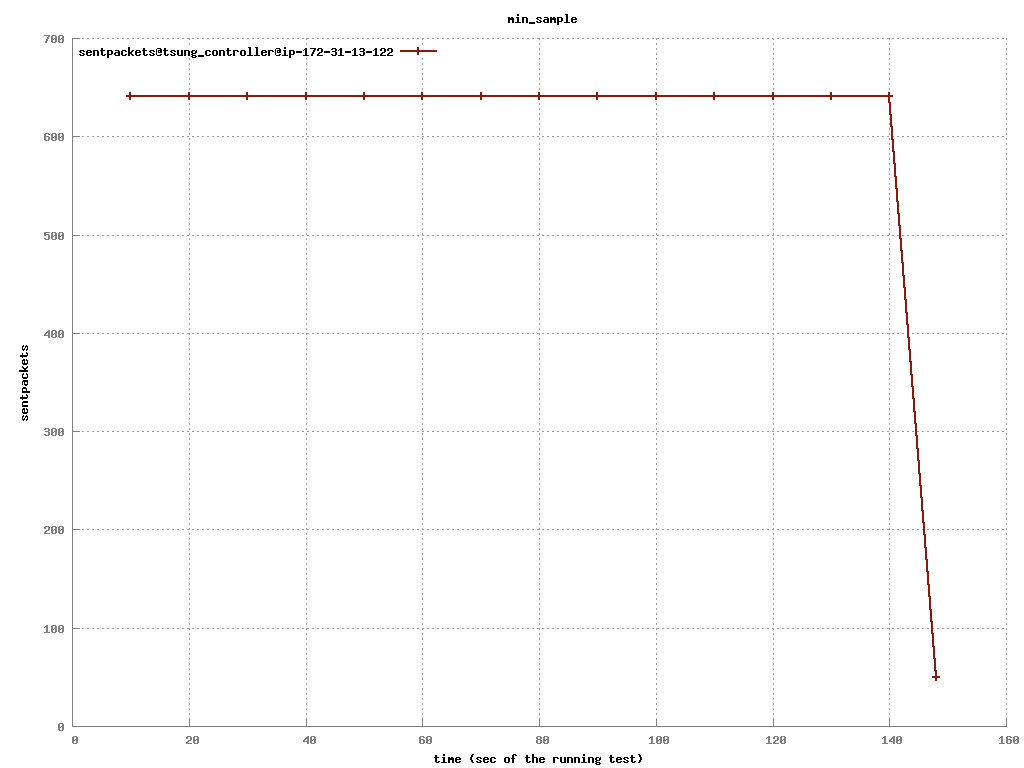 min_sample
700
sentpackets@tsung_controller@ip-172-31-13-122
600
500
400
sentpackets
300
200
100
0
0 20 40 60 80 100 120 140 160
time (sec of the running test)